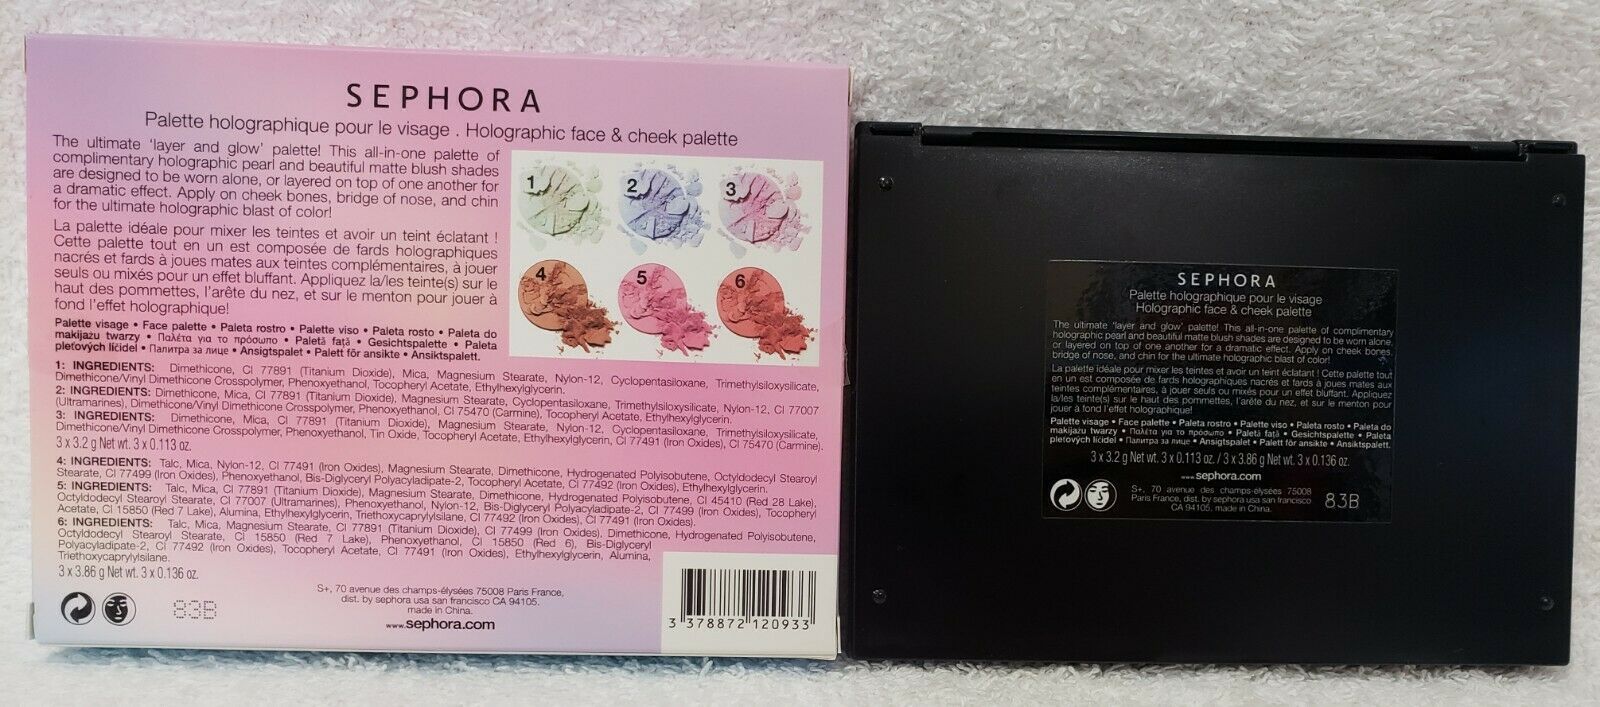 SEPHORA
Palette holographique pour le visage . Holographic face & cheek palette
The ultimate 'layer and glow' palette! This all-in-one palette of
complimentary holographic pearl and beautiful matte blush shades
are designed to be worn alone, or layered on top of one another for
a dramatic effect. Apply on cheek bones, bridge of nose, and chin
for the ultimate holographic blast of color!
La palette idéale pour mixer les teintes et avoir un teint éclatant !
Cette palette tout en un est composée de fards holographiques
nacrés et fards à joues mates aux teintes complémentaires, à jouer
seuls ou mixés pour un effet bluffant. Appliquez la/les teinte(s) sur le
haut des pommettes, l'arête du nez, et sur le menton pour jouer à
fond l'effet holographique!
Palette visage • Face palette • Paleta rostro • Palette viso • Paleta rosto • Paleta do
makijażu twarzy • Παλέτα για το πρόσωπο • Paletă față • Gesichtspalette • Paleta
pleťových líčidel • Палитра за лице • Ansigtspalet • Palett för ansikte • Ansiktspalett.
1
2
3
4
5
6
1: INGREDIENTS: Dimethicone, CI 77891 (Titanium Dioxide), Mica, Magnesium Stearate, Nylon-12, Cyclopentasiloxane, Trimethylsiloxysilicate,
Dimethicone/Vinyl Dimethicone Crosspolymer, Phenoxyethanol, Tocopheryl Acetate, Ethylhexylglycerin.
2: INGREDIENTS: Dimethicone, Mica, CI 77891 (Titanium Dioxide), Magnesium Stearate, Cyclopentasiloxane, Trimethylsiloxysilicate, Nylon-12, CI 77007
(Ultramarines), Dimethicone/Vinyl Dimethicone Crosspolymer, Phenoxyethanol, CI 75470 (Carmine), Tocopheryl Acetate, Ethylhexylglycerin.
3: INGREDIENTS: Dimethicone, Mica, CI 77891 (Titanium Dioxide), Magnesium Stearate, Nylon-12, Cyclopentasiloxane, Trimethylsiloxysilicate,
Dimethicone/Vinyl Dimethicone Crosspolymer, Phenoxyethanol, Tin Oxide, Tocopheryl Acetate, Ethylhexylglycerin, CI 77491 (Iron Oxides), CI 75470 (Carmine).
3 x 3.2 g Net wt. 3 x 0.113 oz.
4: INGREDIENTS: Talc, Mica, Nylon-12, CI 77491 (Iron Oxides), Magnesium Stearate, Dimethicone, Hydrogenated Polyisobutene, Octyldodecyl Stearoyl
Stearate, CI 77499 (Iron Oxides), Phenoxyethanol, Bis-Diglyceryl Polyacyladipate-2, Tocopheryl Acetate, CI 77492 (Iron Oxides), Ethylhexylglycerin.
5: INGREDIENTS: Talc, Mica, CI 77891 (Titanium Dioxide), Magnesium Stearate, Dimethicone, Hydrogenated Polyisobutene, CI 45410 (Red 28 Lake),
Octyldodecyl Stearoyl Stearate, CI 77007 (Ultramarines), Phenoxyethanol, Nylon-12, Bis-Diglyceryl Polyacyladipate-2, CI 77499 (Iron Oxides), Tocopheryl
Acetate, CI 15850 (Red 7 Lake), Alumina, Ethylhexylglycerin, Triethoxycaprylylsilane, CI 77492 (Iron Oxides), CI 77491 (Iron Oxides).
6: INGREDIENTS: Talc, Mica, Magnesium Stearate, CI 77891 (Titanium Dioxide), CI 77499 (Iron Oxides), Dimethicone, Hydrogenated Polyisobutene,
Octyldodecyl Stearoyl Stearate, CI 15850 (Red 7 Lake), Phenoxyethanol, CI 15850 (Red 6), Bis-Diglyceryl
Polyacyladipate-2, CI 77492 (Iron Oxides), Tocopheryl Acetate, CI 77491 (Iron Oxides), Ethylhexylglycerin, Alumina,
Triethoxycaprylylsilane.
3 x 3.86 g Net wt. 3 x 0.136 oz.
83B
S+, 70 avenue des champs-élysées 75008 Paris France,
dist. by sephora usa san francisco CA 94105.
made in China.
www.sephora.com
3 378872 120933
SEPHORA
Palette holographique pour le visage
Holographic face & cheek palette
The ultimate 'layer and glow' palette! This all-in-one palette of complimentary
holographic pearl and beautiful matte blush shades are designed to be worn alone,
or layered on top of one another for a dramatic effect. Apply on cheek bones,
bridge of nose, and chin for the ultimate holographic blast of color!
La palette idéale pour mixer les teintes et avoir un teint éclatant ! Cette palette tout
en un est composée de fards holographiques nacrés et fards à joues mates aux
teintes complémentaires, à jouer seuls ou mixés pour un effet bluffant. Appliquez
la/les teinte(s) sur le haut des pommettes, l'arête du nez, et sur le menton pour
jouer à fond l'effet holographique!
Palette visage • Face palette • Paleta rostro • Palette viso • Paleta rosto • Paleta do
makijażu twarzy • Παλέτα για το πρόσωπο • Paletă față • Gesichtspalette • Paleta
pleťových líčidel • Палитра за лице • Ansigtspalet • Palett för ansikte • Ansiktspalett.
3 x 3.2 g Net wt. 3 x 0.113 oz. / 3 x 3.86 g Net wt. 3 x 0.136 oz.
www.sephora.com
S+, 70 avenue des champs-élysées 75008
Paris France, dist. by sephora usa san francisco
CA 94105. made in China.
83B